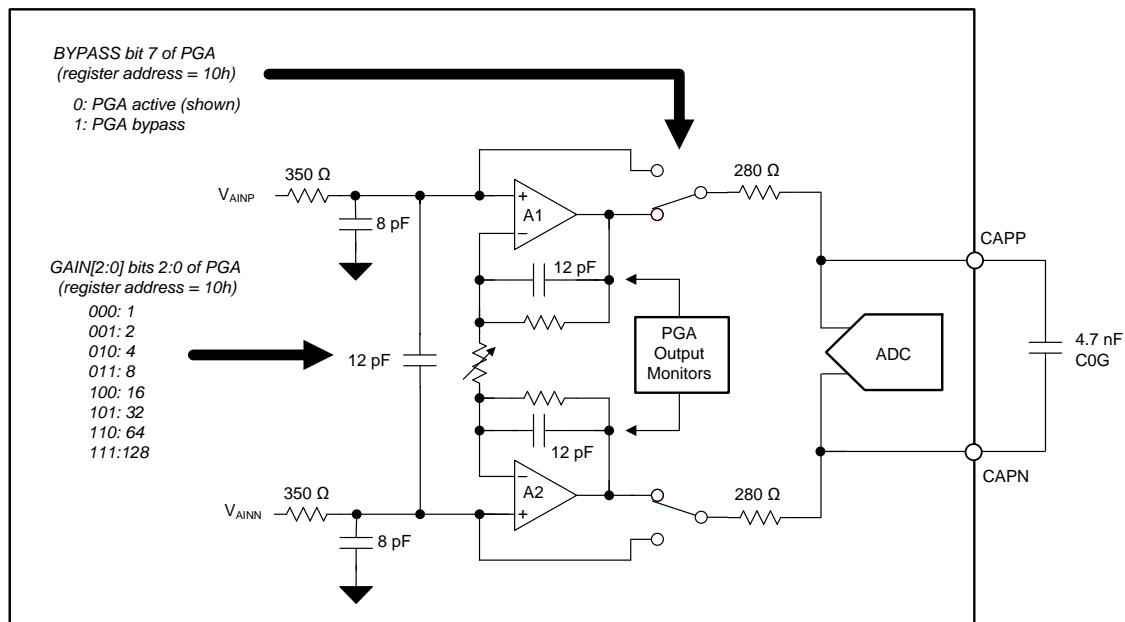 BYPASS bit 7 of PGA
(register address = 10h)
0: PGA active (shown)
1: PGA bypass
350 Ω
V_AINP
8 pF
A1
280 Ω
CAPP
12 pF
GAIN[2:0] bits 2:0 of PGA
(register address = 10h)
000: 1
001: 2
010: 4
011: 8
100: 16
101: 32
110: 64
111:128
12 pF
PGA
Output
Monitors
ADC
4.7 nF
C0G
12 pF
350 Ω
V_AINN
8 pF
A2
280 Ω
CAPN
+
−
−
+